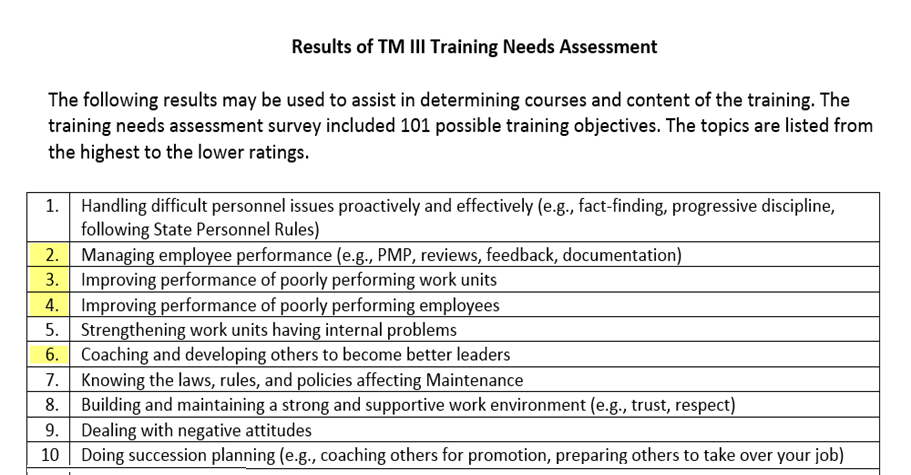 Results of TM III Training Needs Assessment
The following results may be used to assist in determining courses and content of the training. The
training needs assessment survey included 101 possible training objectives. The topics are listed from
the highest to the lower ratings.
1. Handling difficult personnel issues proactively and effectively (e.g., fact-finding, progressive discipline,
following State Personnel Rules)
2. Managing employee performance (e.g., PMP, reviews, feedback, documentation)
3. Improving performance of poorly performing work units
4. Improving performance of poorly performing employees
5. Strengthening work units having internal problems
6. Coaching and developing others to become better leaders
7. Knowing the laws, rules, and policies affecting Maintenance
8. Building and maintaining a strong and supportive work environment (e.g., trust, respect)
9. Dealing with negative attitudes
10 Doing succession planning (e.g., coaching others for promotion, preparing others to take over your job)